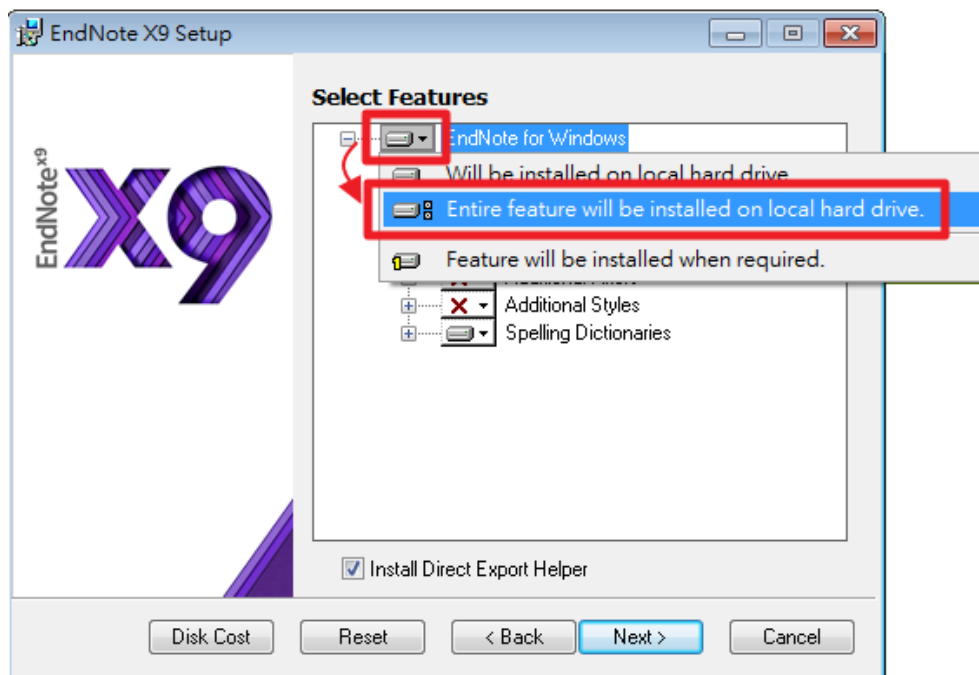 EndNote X9 Setup
Select Features
EndNote for Windows
Will be installed on local hard drive.
Entire feature will be installed on local hard drive.
Feature will be installed when required.
Additional Styles
Spelling Dictionaries
EndNote x9
X9
Install Direct Export Helper
Disk Cost
Reset
< Back
Next >
Cancel